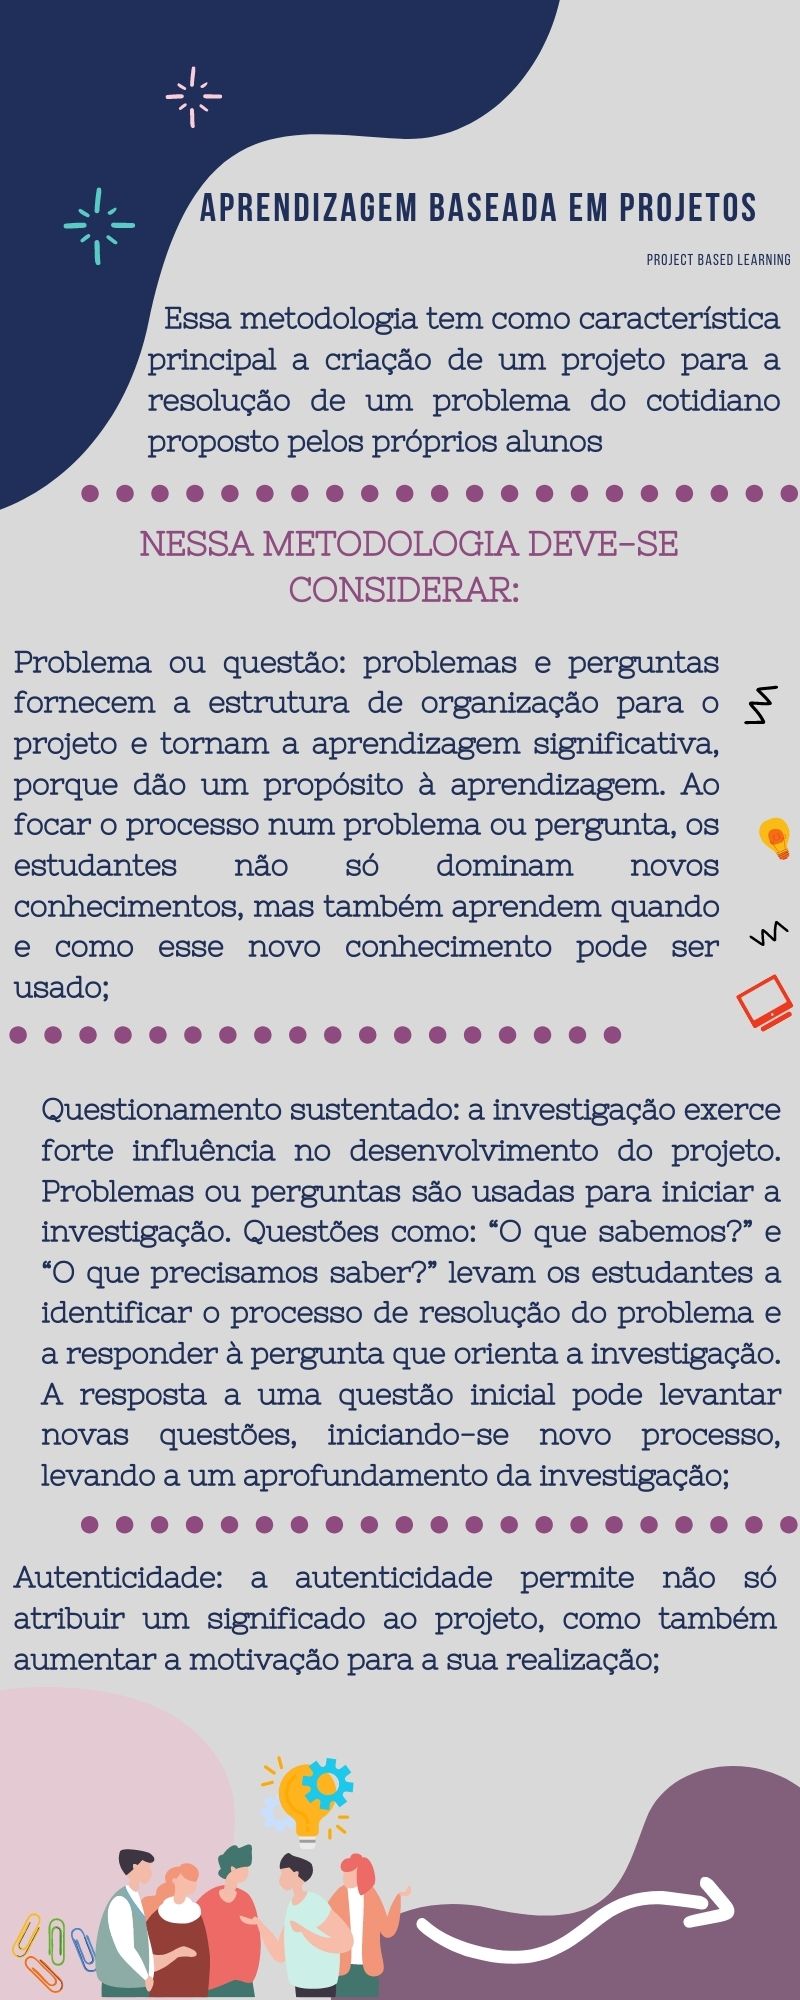 APRENDIZAGEM BASEADA EM PROJETOS
PROJECT BASED LEARNING
Essa metodologia tem como característica
principal a criação de um projeto para a
resolução de um problema do cotidiano
proposto pelos próprios alunos
NESSA METODOLOGIA DEVE-SE
CONSIDERAR:
Problema ou questão: problemas e perguntas
fornecem a estrutura de organização para o
projeto e tornam a aprendizagem significativa,
porque dão um propósito à aprendizagem. Ao
focar o processo num problema ou pergunta, os
estudantes não só dominam novos
conhecimentos, mas também aprendem quando
e como esse novo conhecimento pode ser
usado;
Questionamento sustentado: a investigação exerce
forte influência no desenvolvimento do projeto.
Problemas ou perguntas são usadas para iniciar a
investigação. Questões como: “O que sabemos?” e
“O que precisamos saber?” levam os estudantes a
identificar o processo de resolução do problema e
a responder à pergunta que orienta a investigação.
A resposta a uma questão inicial pode levantar
novas questões, iniciando-se novo processo,
levando a um aprofundamento da investigação;
Autenticidade: a autenticidade permite não só
atribuir um significado ao projeto, como também
aumentar a motivação para a sua realização;